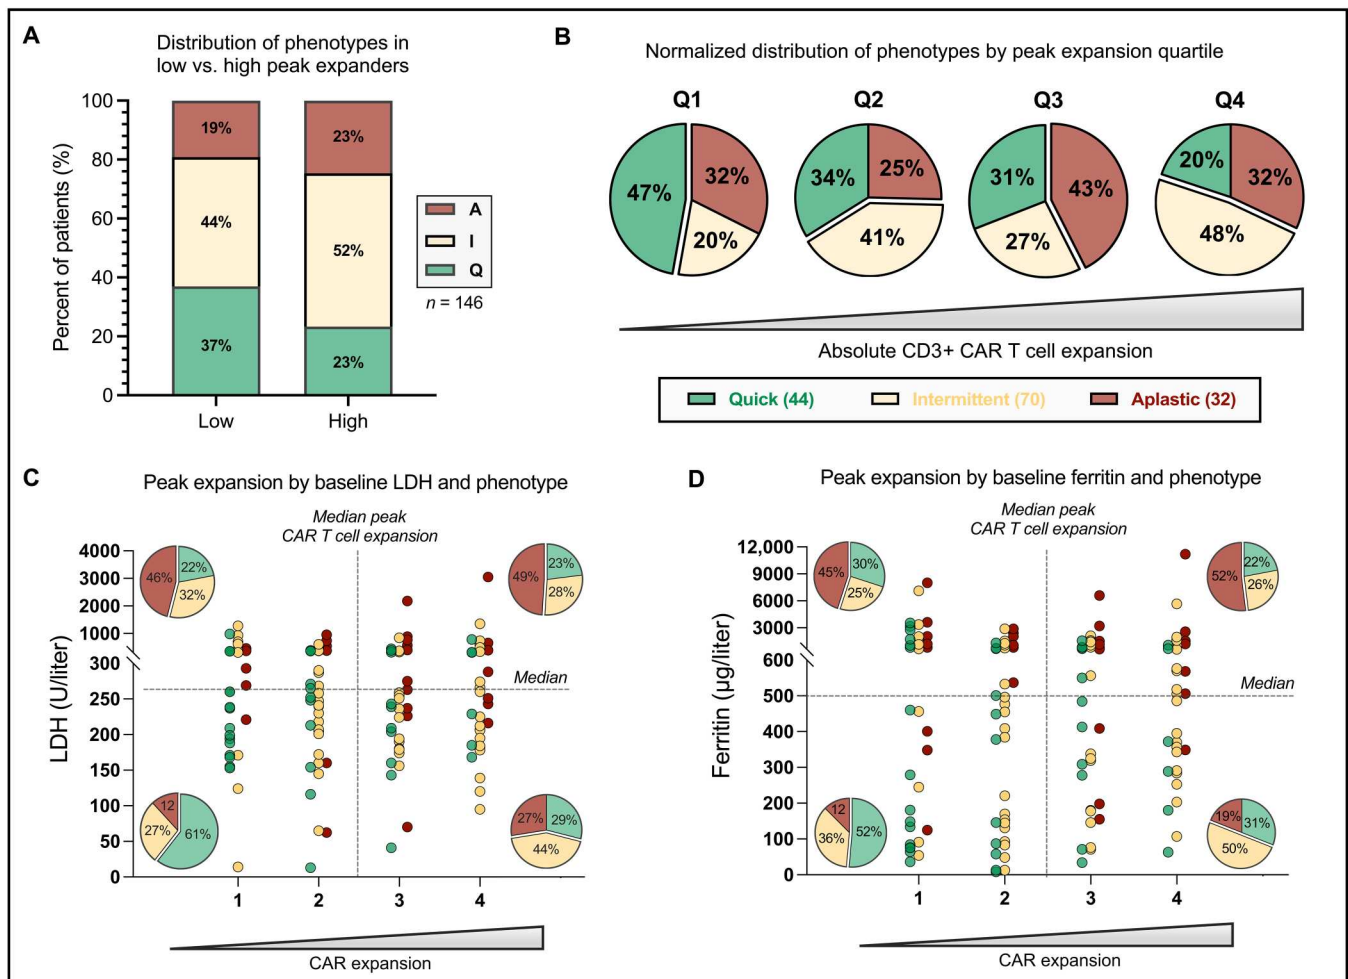 A
Distribution of phenotypes in
low vs. high peak expanders
Percent of patients (%)
100
80
60
40
20
0
19%
44%
37%
23%
52%
23%
Low
High
A
I
Q
n = 146
B
Normalized distribution of phenotypes by peak expansion quartile
Q1
Q2
Q3
Q4
47%
32%
20%
34%
25%
41%
31%
43%
27%
20%
32%
48%
Absolute CD3+ CAR T cell expansion
Quick (44)
Intermittent (70)
Aplastic (32)
C
Peak expansion by baseline LDH and phenotype
Median peak
CAR T cell expansion
LDH (U/liter)
4000
3000
2000
1000
300
250
200
150
100
50
0
46%
22%
32%
49%
23%
28%
Median
12
27%
61%
27%
29%
44%
1
2
3
4
CAR expansion
D
Peak expansion by baseline ferritin and phenotype
Median peak
CAR T cell expansion
Ferritin (µg/liter)
12,000
9000
6000
3000
600
500
400
300
200
100
0
45%
30%
25%
52%
22%
26%
Median
12
36%
52%
19%
31%
50%
1
2
3
4
CAR expansion